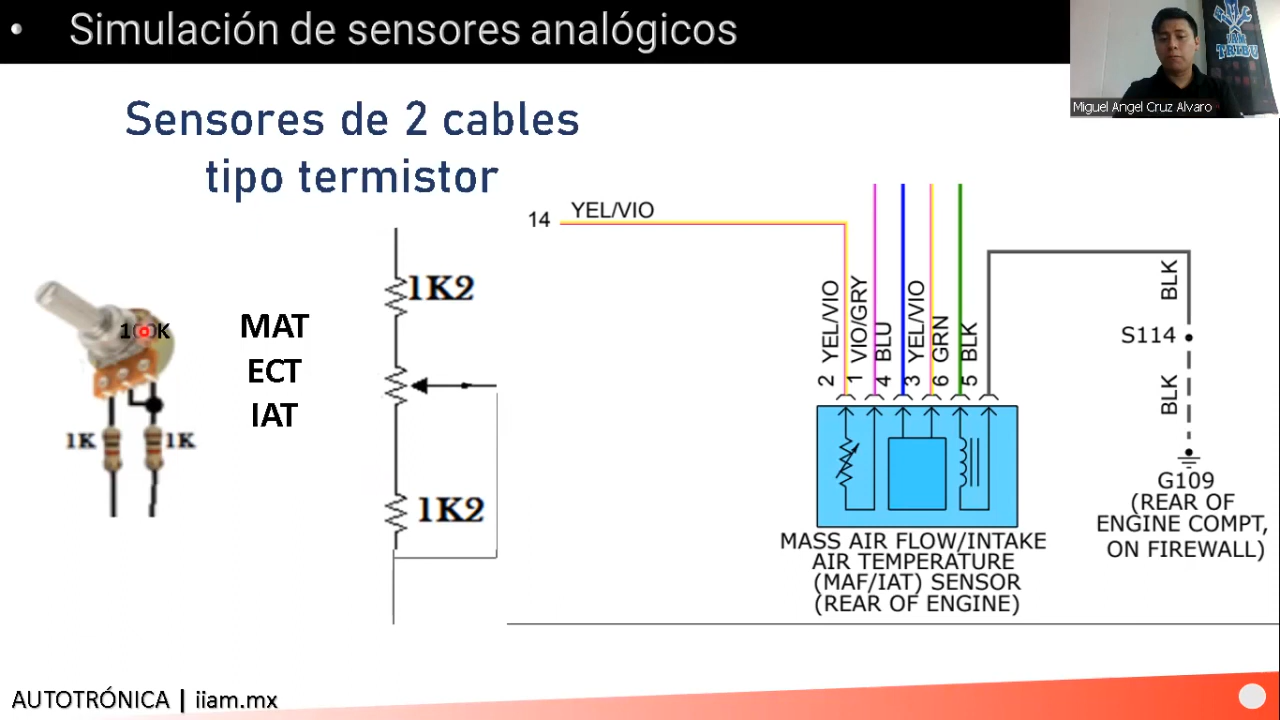 • Simulación de sensores analógicos
TRIBU
Miguel Angel Cruz Alvaro
Sensores de 2 cables
tipo termistor
14 YEL/VIO
1K2
100K
MAT
ECT
IAT
1K 1K
1K2
2 YEL/VIO
1 VIO/GRY
4 BLU
3 YEL/VIO
6 GRN
5 BLK
BLK
S114
BLK
G109
(REAR OF
ENGINE COMPT,
ON FIREWALL)
MASS AIR FLOW/INTAKE
AIR TEMPERATURE
(MAF/IAT) SENSOR
(REAR OF ENGINE)
AUTOTRÓNICA | iiam.mx